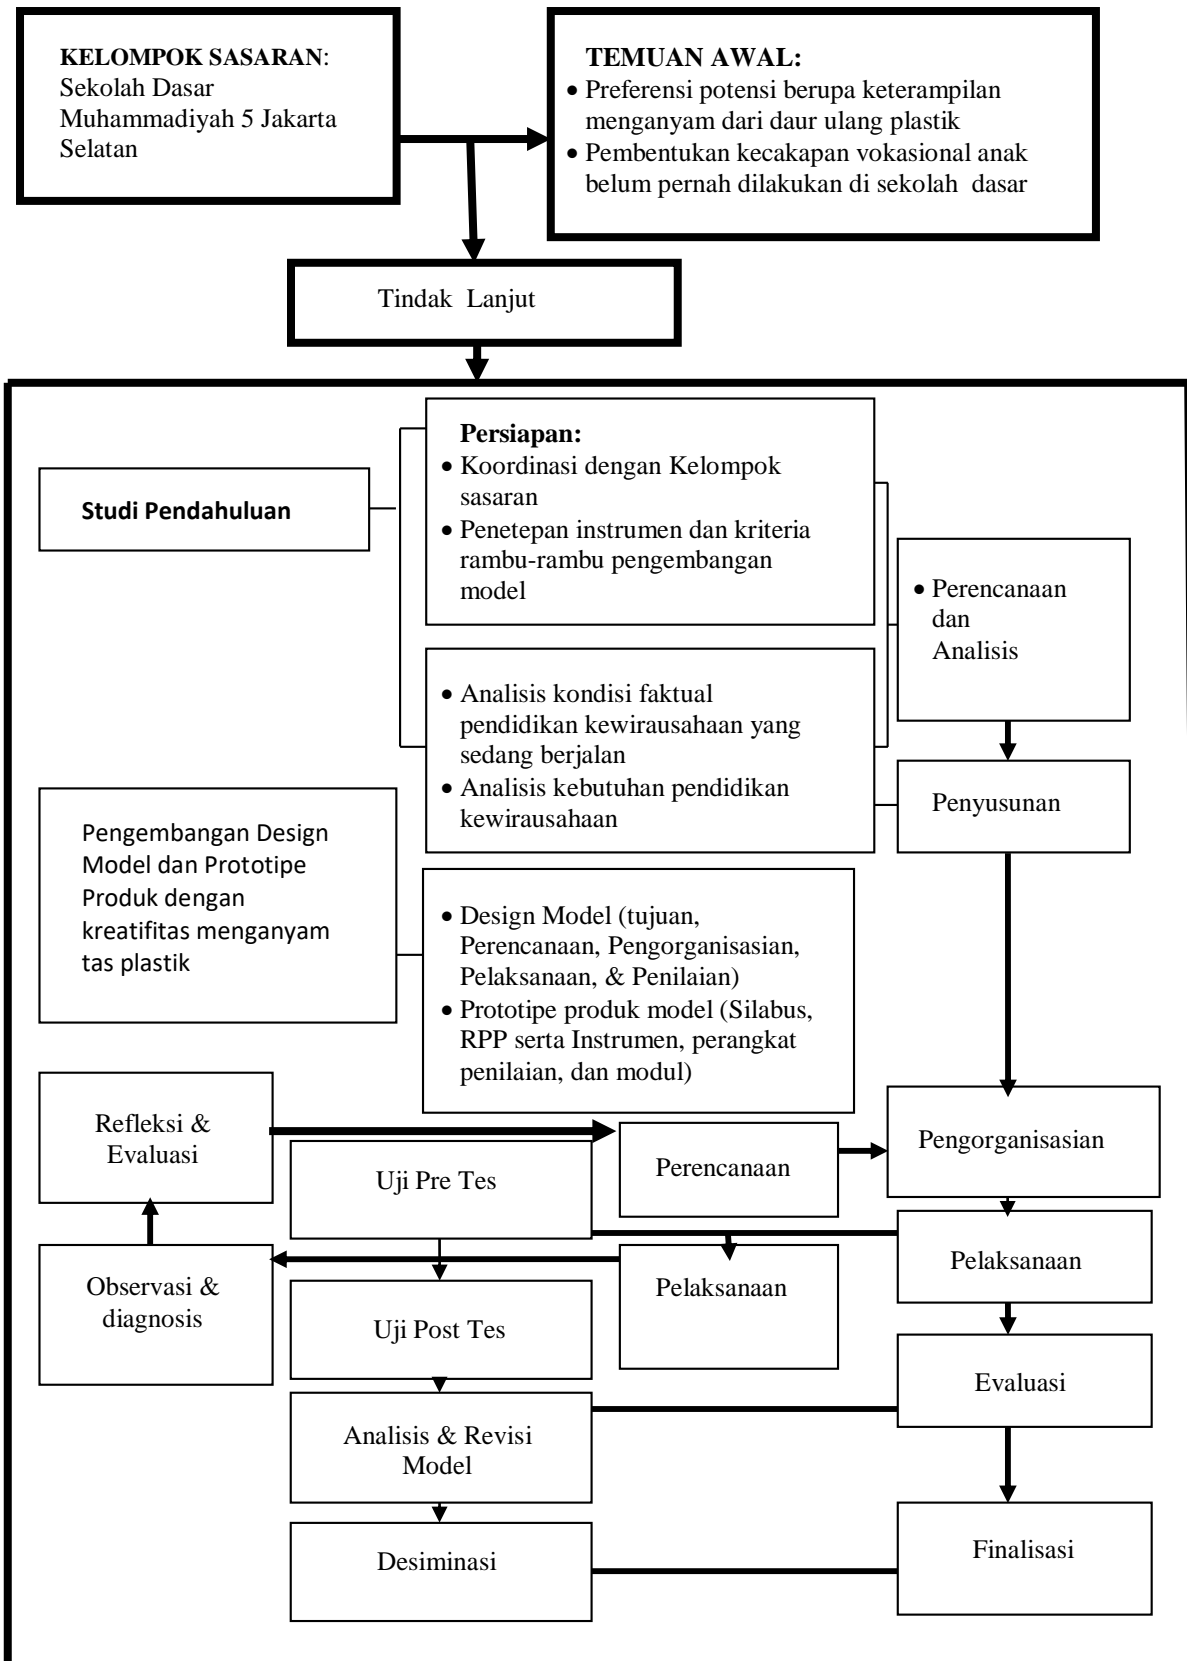 KELOMPOK SASARAN:
Sekolah Dasar
Muhammadiyah 5 Jakarta
Selatan
TEMUAN AWAL:
• Preferensi potensi berupa keterampilan
menganyam dari daur ulang plastik
• Pembentukan kecakapan vokasional anak
belum pernah dilakukan di sekolah dasar
Tindak Lanjut
Studi Pendahuluan
Persiapan:
• Koordinasi dengan Kelompok
sasaran
• Penetepan instrumen dan kriteria
rambu-rambu pengembangan
model
• Perencanaan
dan
Analisis
• Analisis kondisi faktual
pendidikan kewirausahaan yang
sedang berjalan
• Analisis kebutuhan pendidikan
kewirausahaan
Penyusunan
Pengembangan Design
Model dan Prototipe
Produk dengan
kreatifitas menganyam
tas plastik
• Design Model (tujuan,
Perencanaan, Pengorganisasian,
Pelaksanaan, & Penilaian)
• Prototipe produk model (Silabus,
RPP serta Instrumen, perangkat
penilaian, dan modul)
Refleksi &
Evaluasi
Uji Pre Tes
Perencanaan
Pengorganisasian
Observasi &
diagnosis
Uji Post Tes
Pelaksanaan
Pelaksanaan
Evaluasi
Analisis & Revisi
Model
Desiminasi
Finalisasi